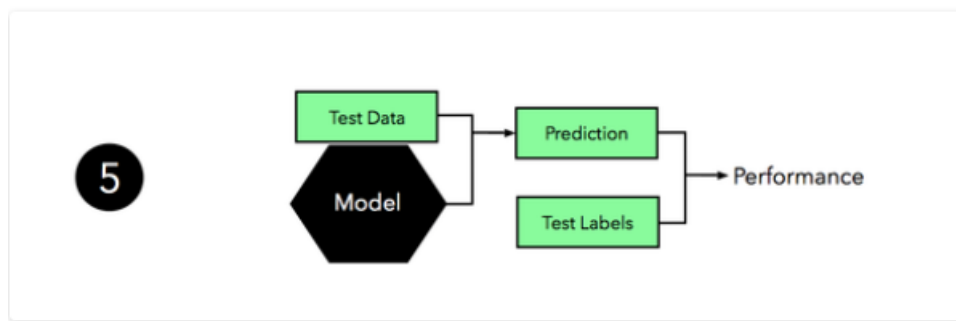 5
Test Data
Model
Prediction
Test Labels
Performance